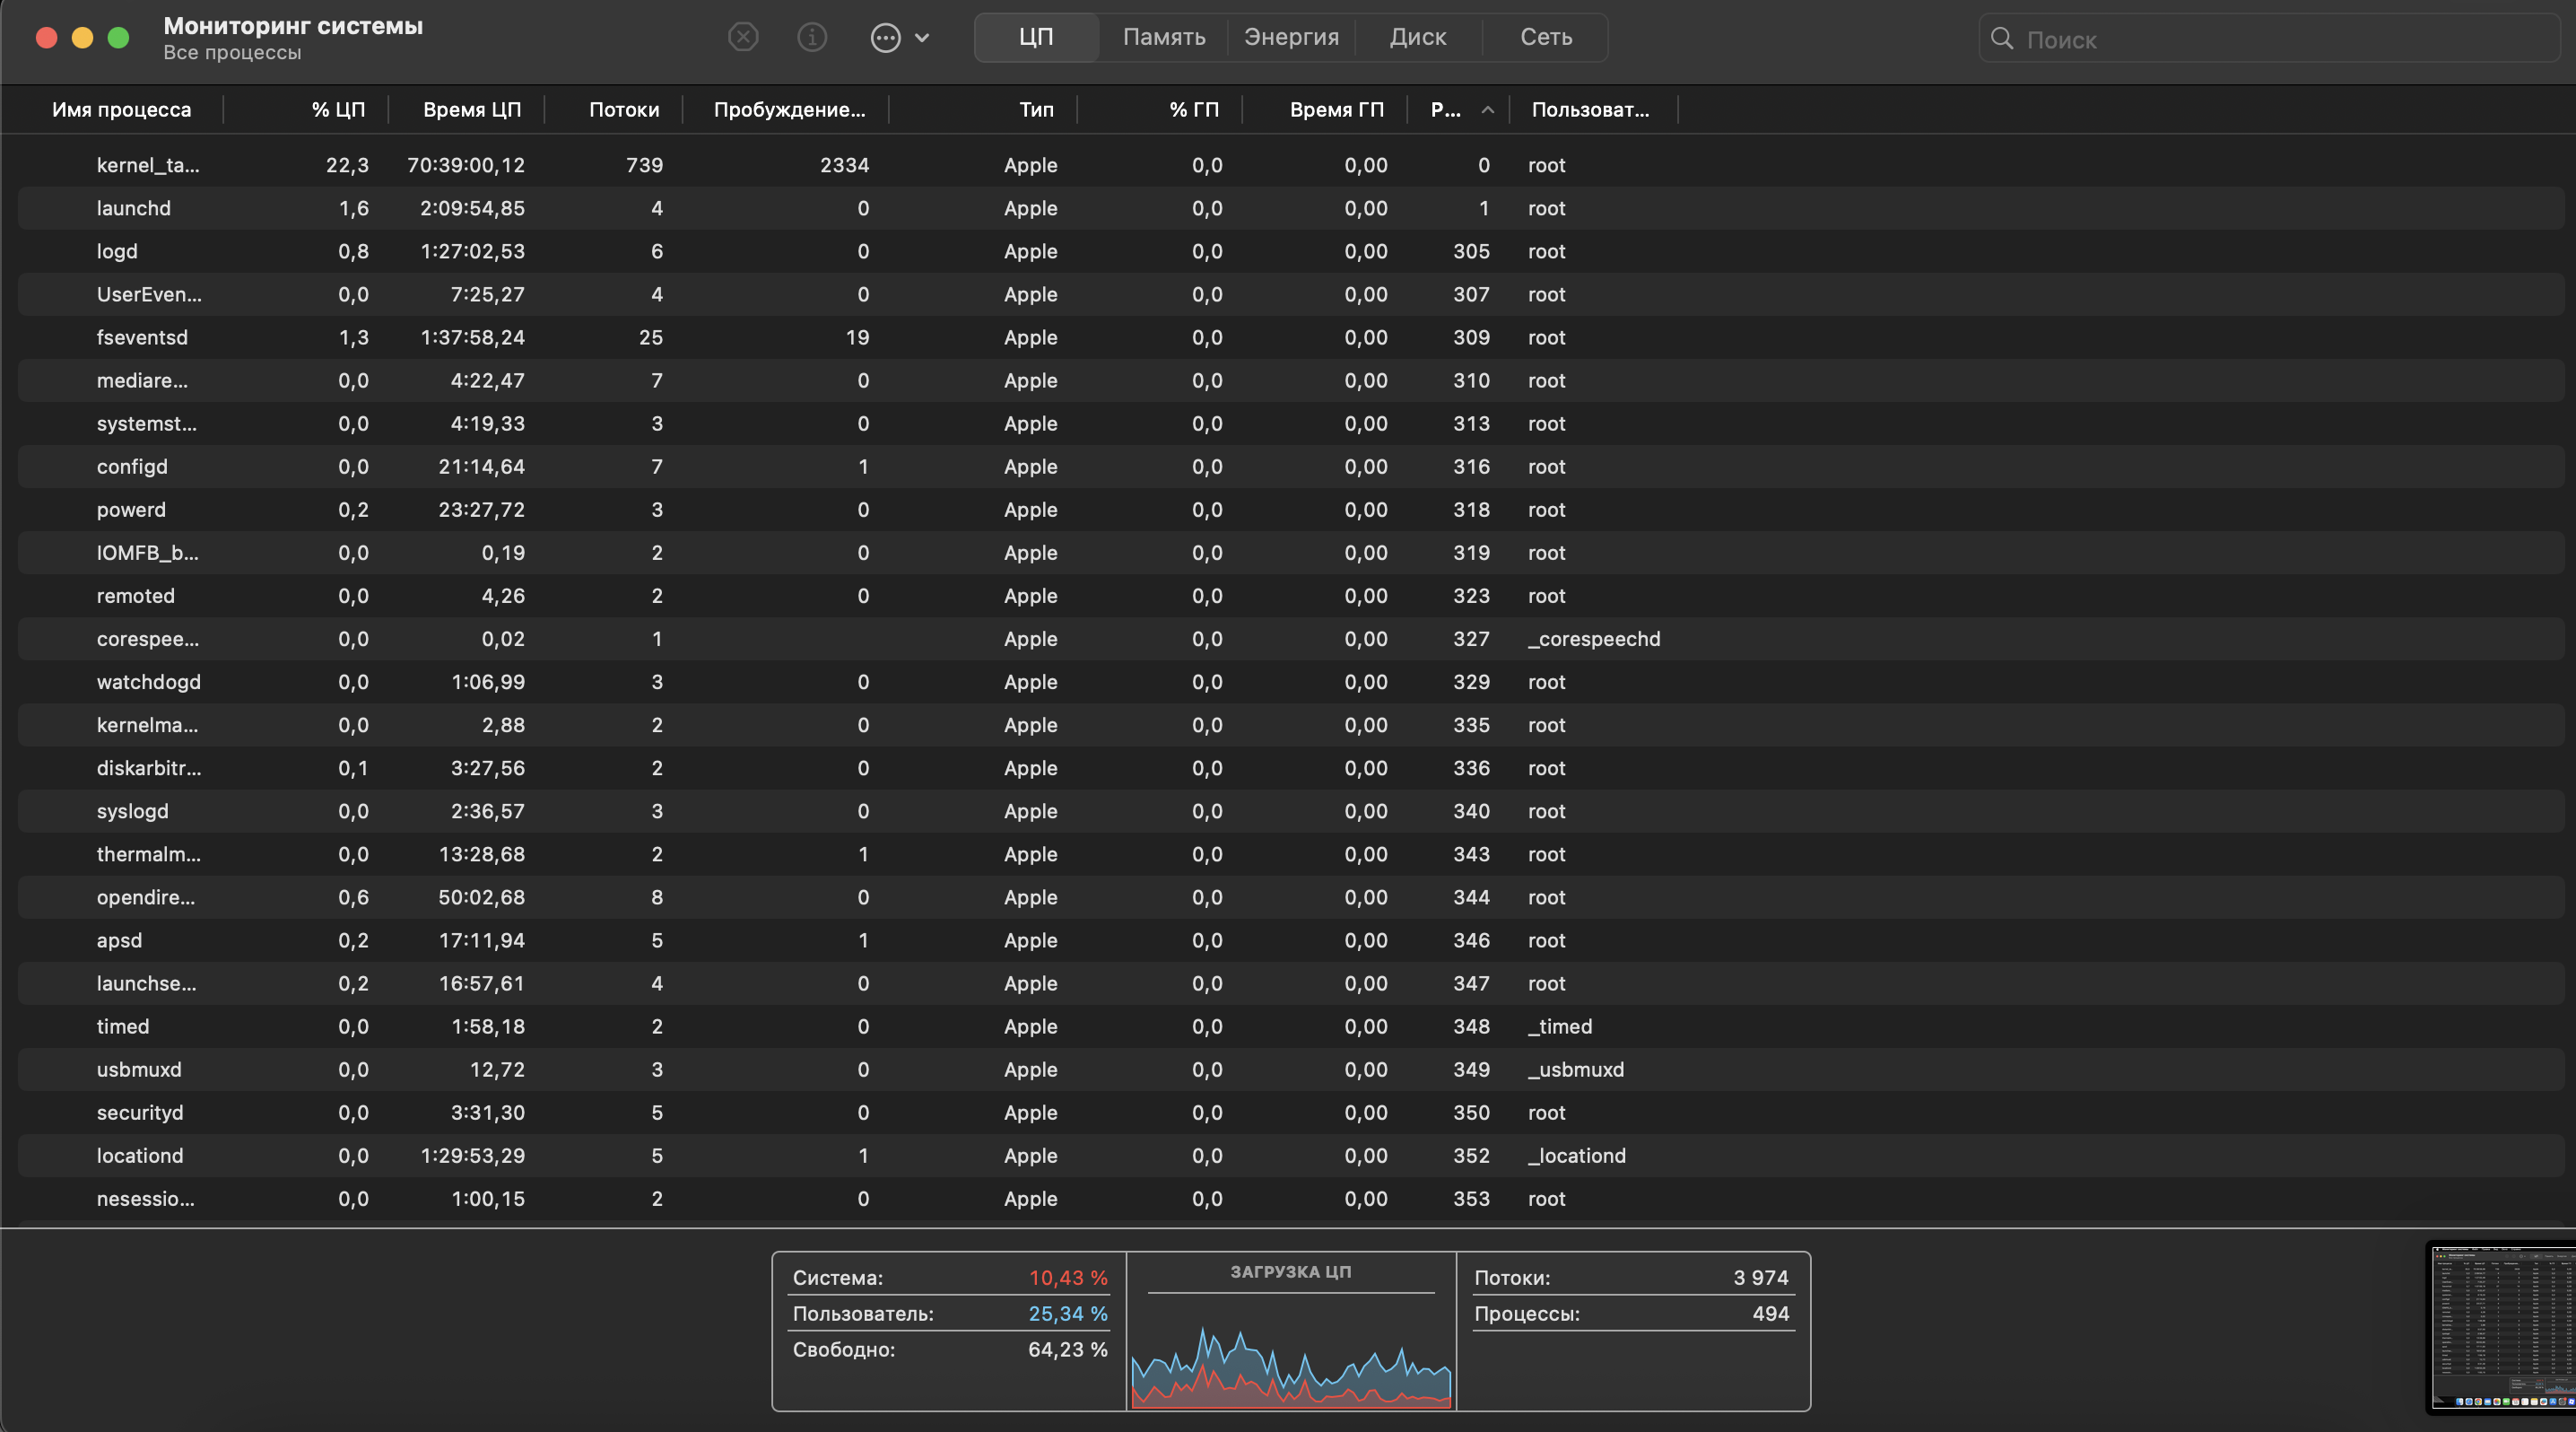 Мониторинг системы
Все процессы
ЦП Память Энергия Диск Сеть
Поиск
Имя процесса % ЦП Время ЦП Потоки Пробуждение... Тип % ГП Время ГП P... Пользоват...
kernel_ta... 22,3 70:39:00,12 739 2334 Apple 0,0 0,00 0 root
launchd 1,6 2:09:54,85 4 0 Apple 0,0 0,00 1 root
logd 0,8 1:27:02,53 6 0 Apple 0,0 0,00 305 root
UserEven... 0,0 7:25,27 4 0 Apple 0,0 0,00 307 root
fseventsd 1,3 1:37:58,24 25 19 Apple 0,0 0,00 309 root
mediare... 0,0 4:22,47 7 0 Apple 0,0 0,00 310 root
systemst... 0,0 4:19,33 3 0 Apple 0,0 0,00 313 root
configd 0,0 21:14,64 7 1 Apple 0,0 0,00 316 root
powerd 0,2 23:27,72 3 0 Apple 0,0 0,00 318 root
IOMFB_b... 0,0 0,19 2 0 Apple 0,0 0,00 319 root
remoted 0,0 4,26 2 0 Apple 0,0 0,00 323 root
corespee... 0,0 0,02 1 Apple 0,0 0,00 327 _corespeechd
watchdogd 0,0 1:06,99 3 0 Apple 0,0 0,00 329 root
kernelma... 0,0 2,88 2 0 Apple 0,0 0,00 335 root
diskarbitr... 0,1 3:27,56 2 0 Apple 0,0 0,00 336 root
syslogd 0,0 2:36,57 3 0 Apple 0,0 0,00 340 root
thermalm... 0,0 13:28,68 2 1 Apple 0,0 0,00 343 root
opendire... 0,6 50:02,68 8 0 Apple 0,0 0,00 344 root
apsd 0,2 17:11,94 5 1 Apple 0,0 0,00 346 root
launchse... 0,2 16:57,61 4 0 Apple 0,0 0,00 347 root
timed 0,0 1:58,18 2 0 Apple 0,0 0,00 348 _timed
usbmuxd 0,0 12,72 3 0 Apple 0,0 0,00 349 _usbmuxd
securityd 0,0 3:31,30 5 0 Apple 0,0 0,00 350 root
locationd 0,0 1:29:53,29 5 1 Apple 0,0 0,00 352 _locationd
nesessio... 0,0 1:00,15 2 0 Apple 0,0 0,00 353 root
Система: 10,43 %
Пользователь: 25,34 %
Свободно: 64,23 %
ЗАГРУЗКА ЦП
Потоки: 3 974
Процессы: 494